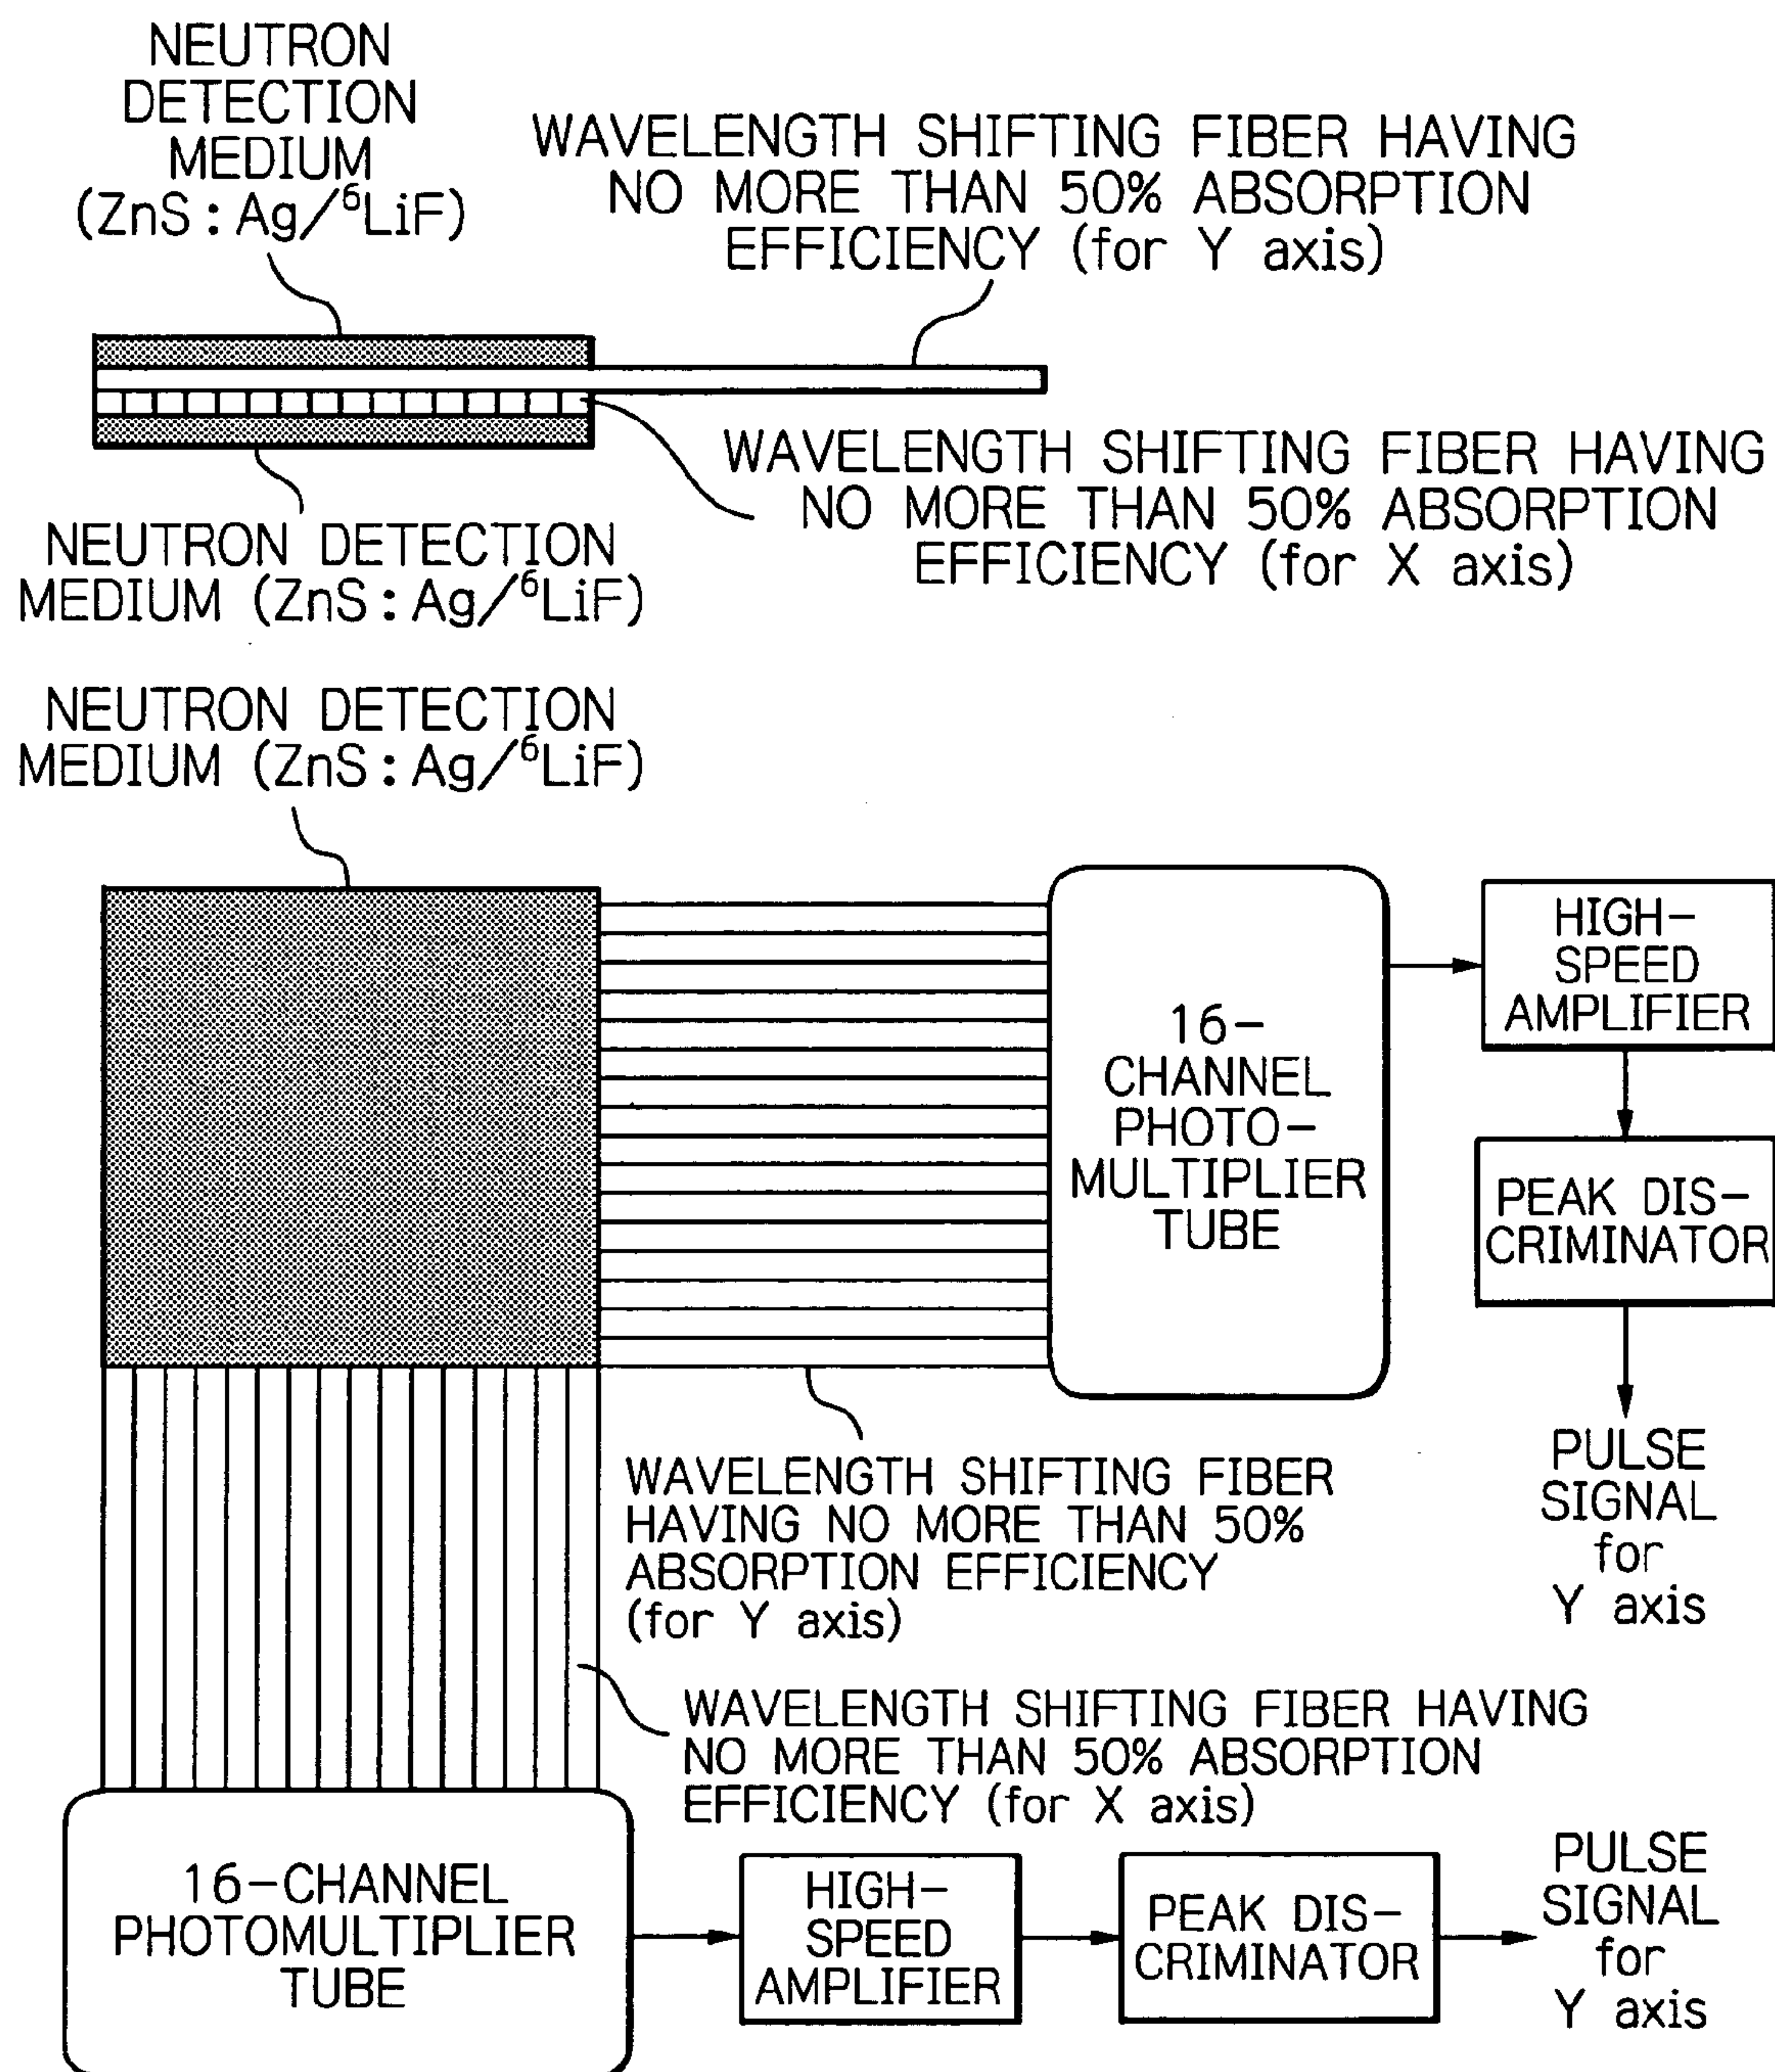 NEUTRON
DETECTION
MEDIUM
(ZnS:Ag/⁶LiF)
WAVELENGTH SHIFTING FIBER HAVING
NO MORE THAN 50% ABSORPTION
EFFICIENCY (for Y axis)
WAVELENGTH SHIFTING FIBER HAVING
NO MORE THAN 50% ABSORPTION
EFFICIENCY (for X axis)
NEUTRON DETECTION
MEDIUM (ZnS:Ag/⁶LiF)
NEUTRON DETECTION
MEDIUM (ZnS:Ag/⁶LiF)
16-
CHANNEL
PHOTO-
MULTIPLIER
TUBE
HIGH-
SPEED
AMPLIFIER
PEAK DIS-
CRIMINATOR
PULSE
SIGNAL
for
Y axis
WAVELENGTH SHIFTING FIBER
HAVING NO MORE THAN 50%
ABSORPTION EFFICIENCY
(for Y axis)
WAVELENGTH SHIFTING FIBER HAVING
NO MORE THAN 50% ABSORPTION
EFFICIENCY (for X axis)
16-CHANNEL
PHOTOMULTIPLIER
TUBE
HIGH-
SPEED
AMPLIFIER
PEAK DIS-
CRIMINATOR
PULSE
SIGNAL
for
Y axis